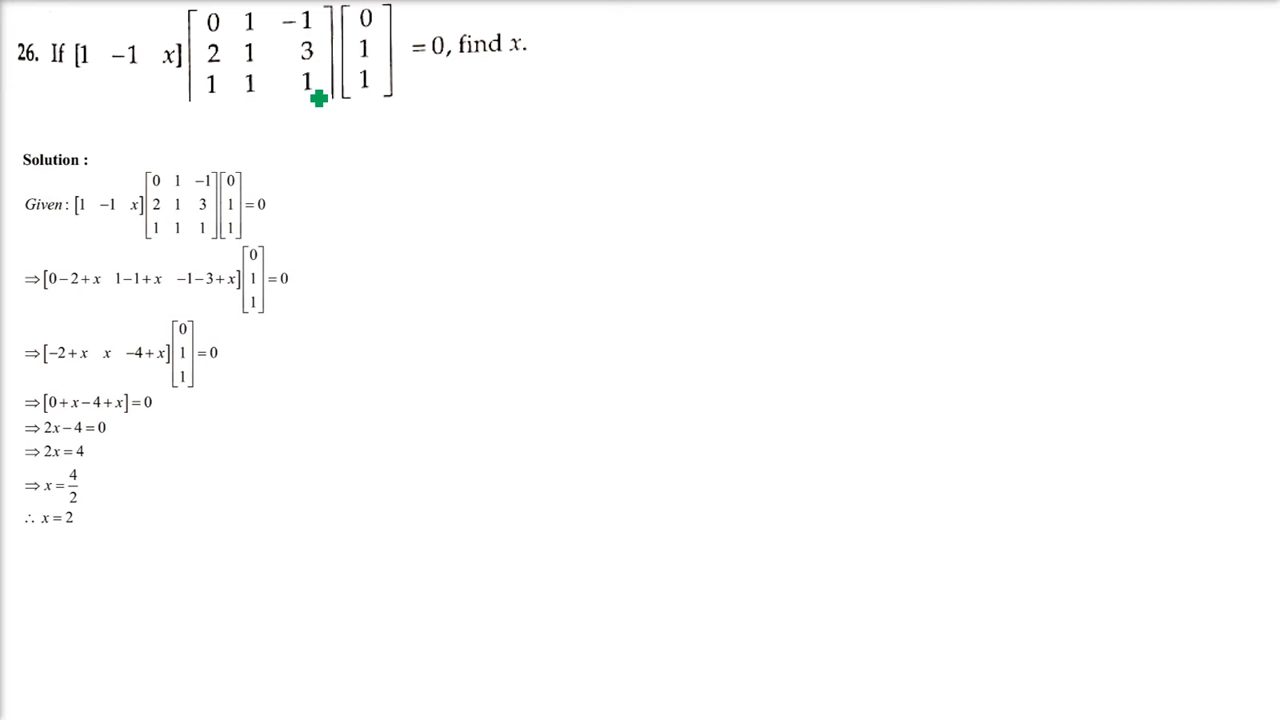 26. If [1 −1 x] [0 1 −1; 2 1 3; 1 1 1] [0; 1; 1] = 0, find x.
Solution :
Given : [1 −1 x] [0 1 −1; 2 1 3; 1 1 1] [0; 1; 1] = 0
⇒ [0−2+x 1−1+x −1−3+x] [0; 1; 1] = 0
⇒ [−2+x x −4+x] [0; 1; 1] = 0
⇒ [0+x−4+x] = 0
⇒ 2x−4 = 0
⇒ 2x = 4
⇒ x = 4/2
∴ x = 2